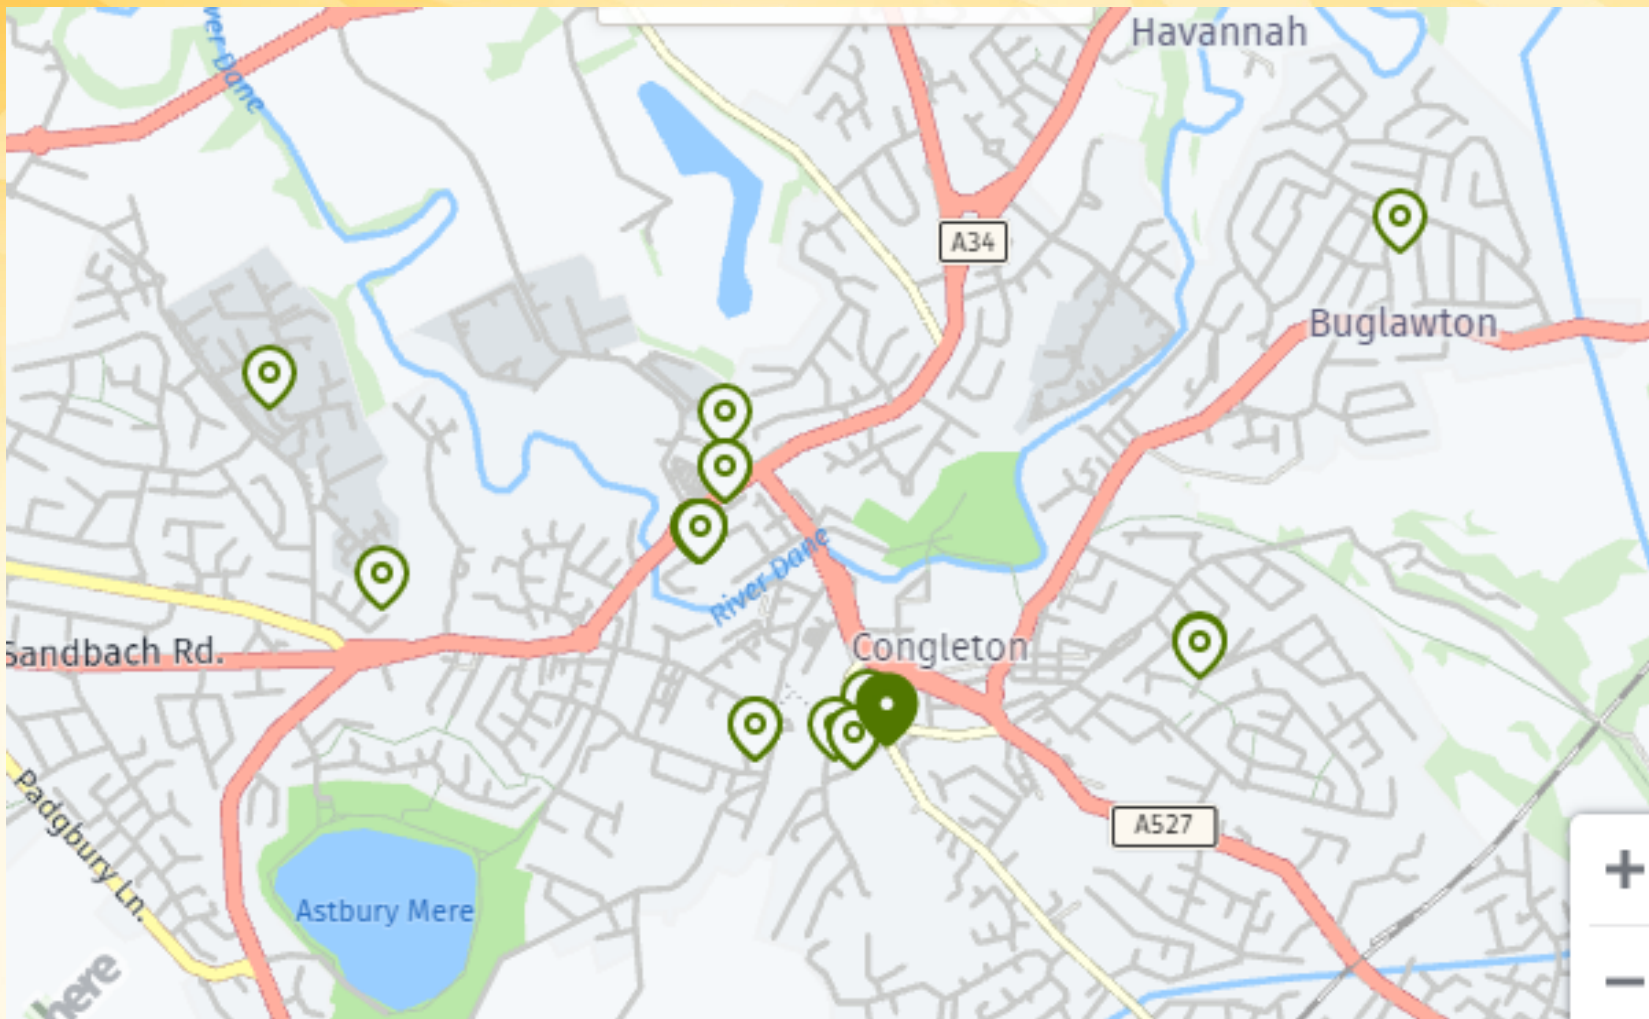 Havannah
River Dane
A34
Buglawton
River Dane
Sandbach Rd.
Congleton
Padgbury Ln.
A527
Astbury Mere
here
+
−